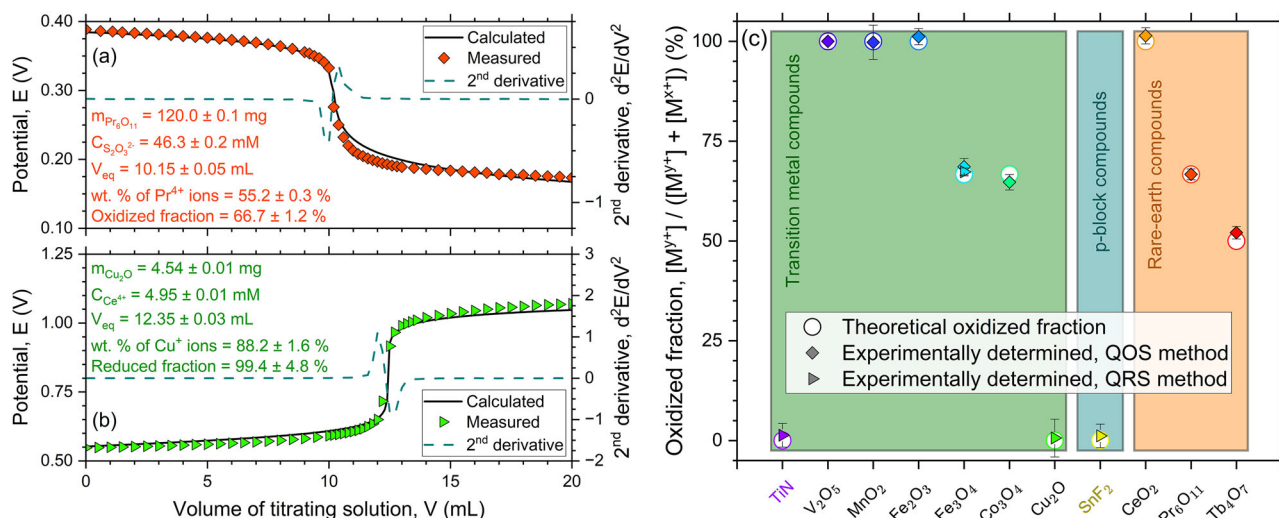 0.40
0.30
0.20
0.10
Potential, E (V)
(a)
Calculated
Measured
2nd derivative
m_Pr₆O₁₁ = 120.0 ± 0.1 mg
C_S₂O₃²⁻ = 46.3 ± 0.2 mM
V_eq = 10.15 ± 0.05 mL
wt. % of Pr⁴⁺ ions = 55.2 ± 0.3 %
Oxidized fraction = 66.7 ± 1.2 %
0
−1
2nd derivative, d²E/dV²
1.25
1.00
0.75
0.50
Potential, E (V)
m_Cu₂O = 4.54 ± 0.01 mg
C_Ce⁴⁺ = 4.95 ± 0.01 mM
V_eq = 12.35 ± 0.03 mL
wt. % of Cu⁺ ions = 88.2 ± 1.6 %
Reduced fraction = 99.4 ± 4.8 %
(b)
Calculated
Measured
2nd derivative
3
2
1
0
−1
−2
2nd derivative, d²E/dV²
0 5 10 15 20
Volume of titrating solution, V (mL)
(c)
Oxidized fraction, [M^y+] / ([M^y+] + [M^x+]) (%)
100
75
50
25
0
Transition metal compounds
p-block compounds
Rare-earth compounds
Theoretical oxidized fraction
Experimentally determined, QOS method
Experimentally determined, QRS method
TiN
V₂O₅
MnO₂
Fe₂O₃
Fe₃O₄
Co₃O₄
Cu₂O
SnF₂
CeO₂
Pr₆O₁₁
Tb₄O₇